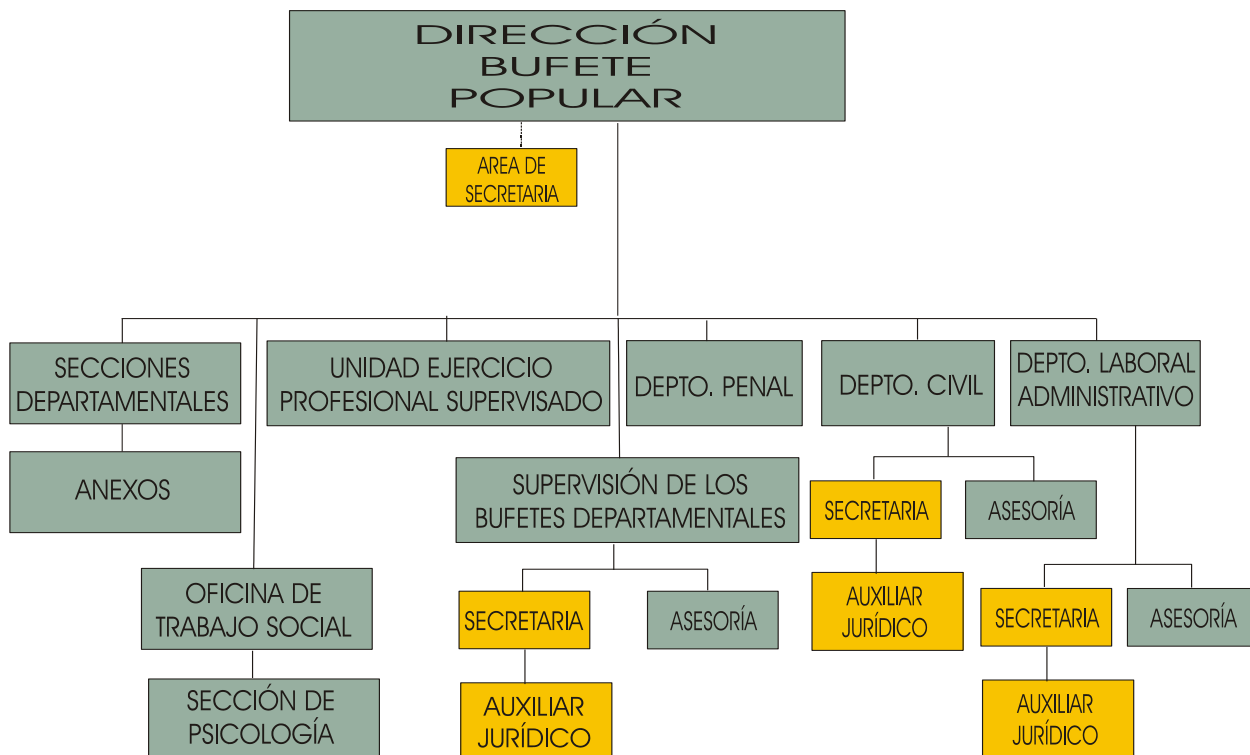 DIRECCIÓN
BUFETE
POPULAR
AREA DE
SECRETARIA
SECCIONES
DEPARTAMENTALES
UNIDAD EJERCICIO
PROFESIONAL SUPERVISADO
DEPTO. PENAL
DEPTO. CIVIL
DEPTO. LABORAL
ADMINISTRATIVO
ANEXOS
SUPERVISIÓN DE LOS
BUFETES DEPARTAMENTALES
SECRETARIA
ASESORÍA
OFICINA DE
TRABAJO SOCIAL
SECRETARIA
ASESORÍA
AUXILIAR
JURÍDICO
SECRETARIA
ASESORÍA
SECCIÓN DE
PSICOLOGÍA
AUXILIAR
JURÍDICO
AUXILIAR
JURÍDICO